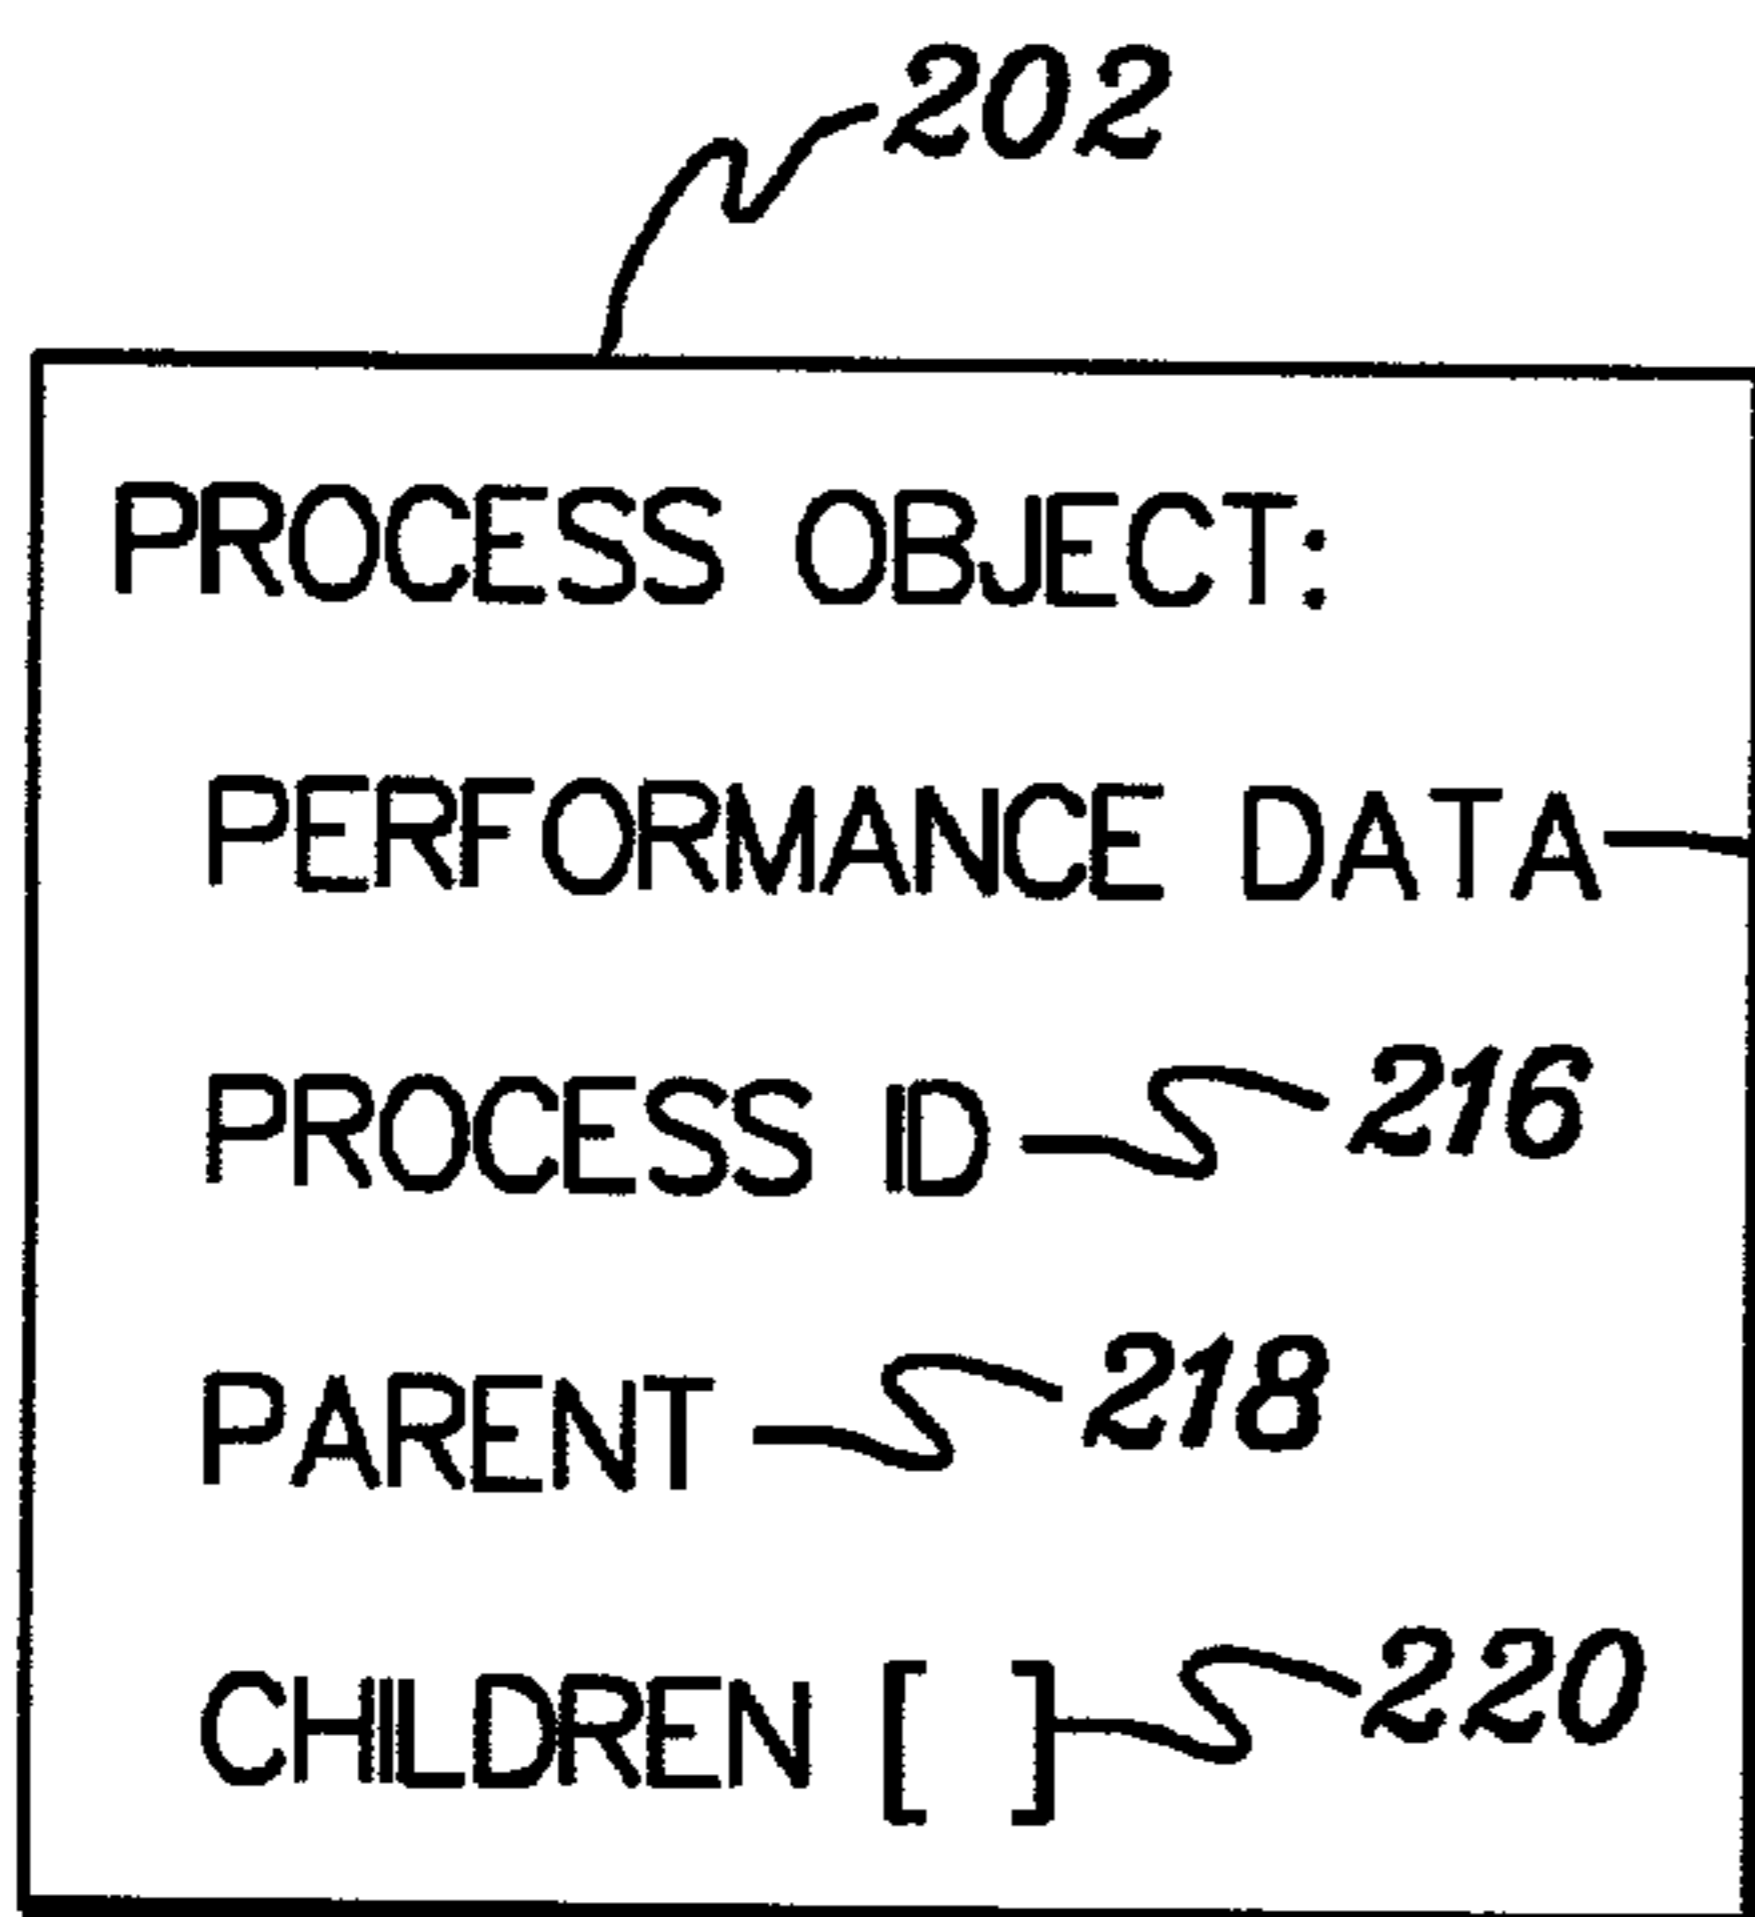 202
PROCESS OBJECT:
PERFORMANCE DATA
PROCESS ID 216
PARENT 218
CHILDREN [ ] 220